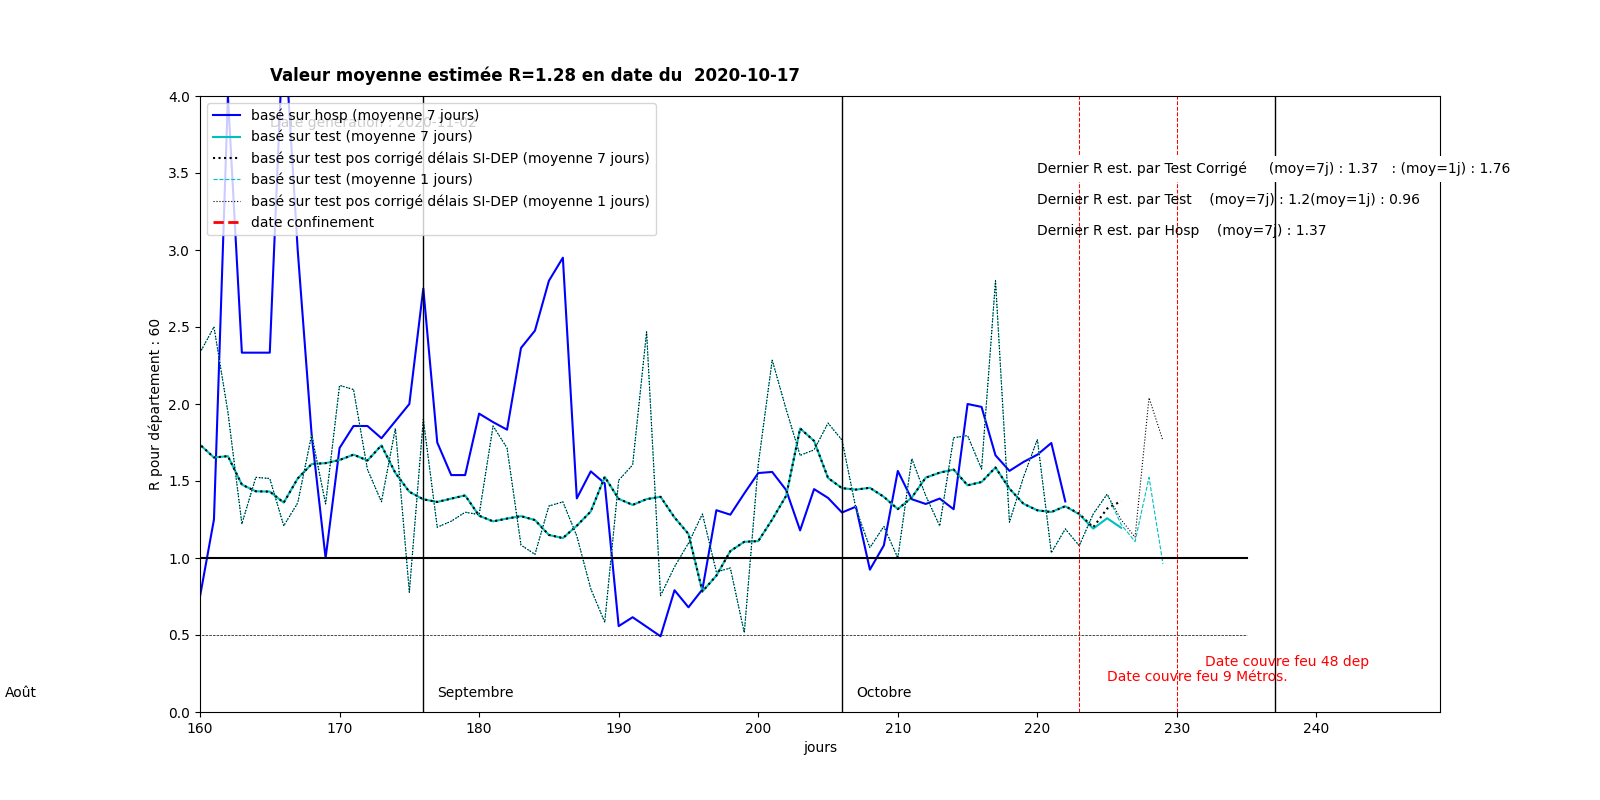 Valeur moyenne estimée R=1.28 en date du  2020-10-17
Date génération : 2020-11-02
basé sur hosp (moyenne 7 jours)
basé sur test (moyenne 7 jours)
basé sur test pos corrigé délais SI-DEP (moyenne 7 jours)
basé sur test (moyenne 1 jours)
basé sur test pos corrigé délais SI-DEP (moyenne 1 jours)
date confinement
Dernier R est. par Test Corrigé     (moy=7j) : 1.37   : (moy=1j) : 1.76
Dernier R est. par Test    (moy=7j) : 1.2(moy=1j) : 0.96
Dernier R est. par Hosp    (moy=7j) : 1.37
4.0
3.5
3.0
2.5
2.0
1.5
1.0
0.5
0.0
R pour département : 60
Date couvre feu 48 dep
Date couvre feu 9 Métros.
Août
Septembre
Octobre
160 170 180 190 200 210 220 230 240
jours